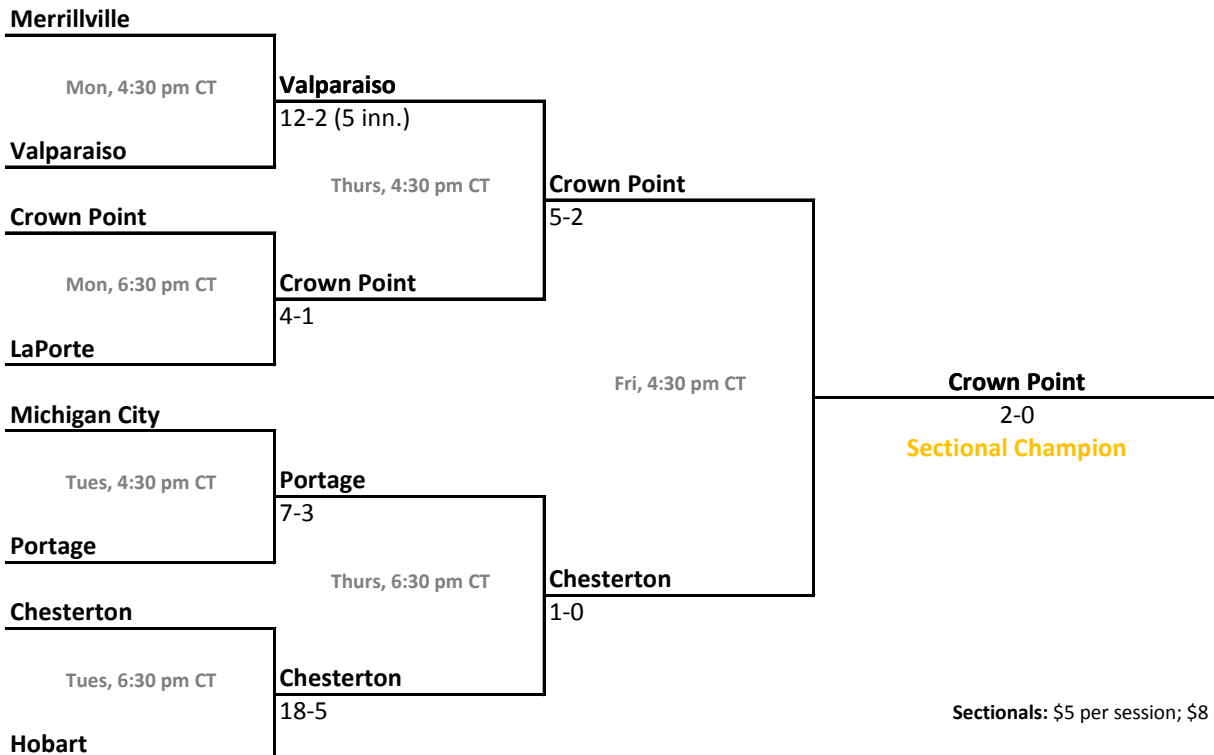 Merrillville
Mon, 4:30 pm CT
Valparaiso
12-2 (5 inn.)
Valparaiso
Thurs, 4:30 pm CT
Crown Point
5-2
Crown Point
Mon, 6:30 pm CT
Crown Point
4-1
LaPorte
Fri, 4:30 pm CT
Crown Point
2-0
Sectional Champion
Michigan City
Tues, 4:30 pm CT
Portage
7-3
Portage
Thurs, 6:30 pm CT
Chesterton
1-0
Chesterton
Tues, 6:30 pm CT
Chesterton
18-5
Hobart
Sectionals: $5 per session; $8